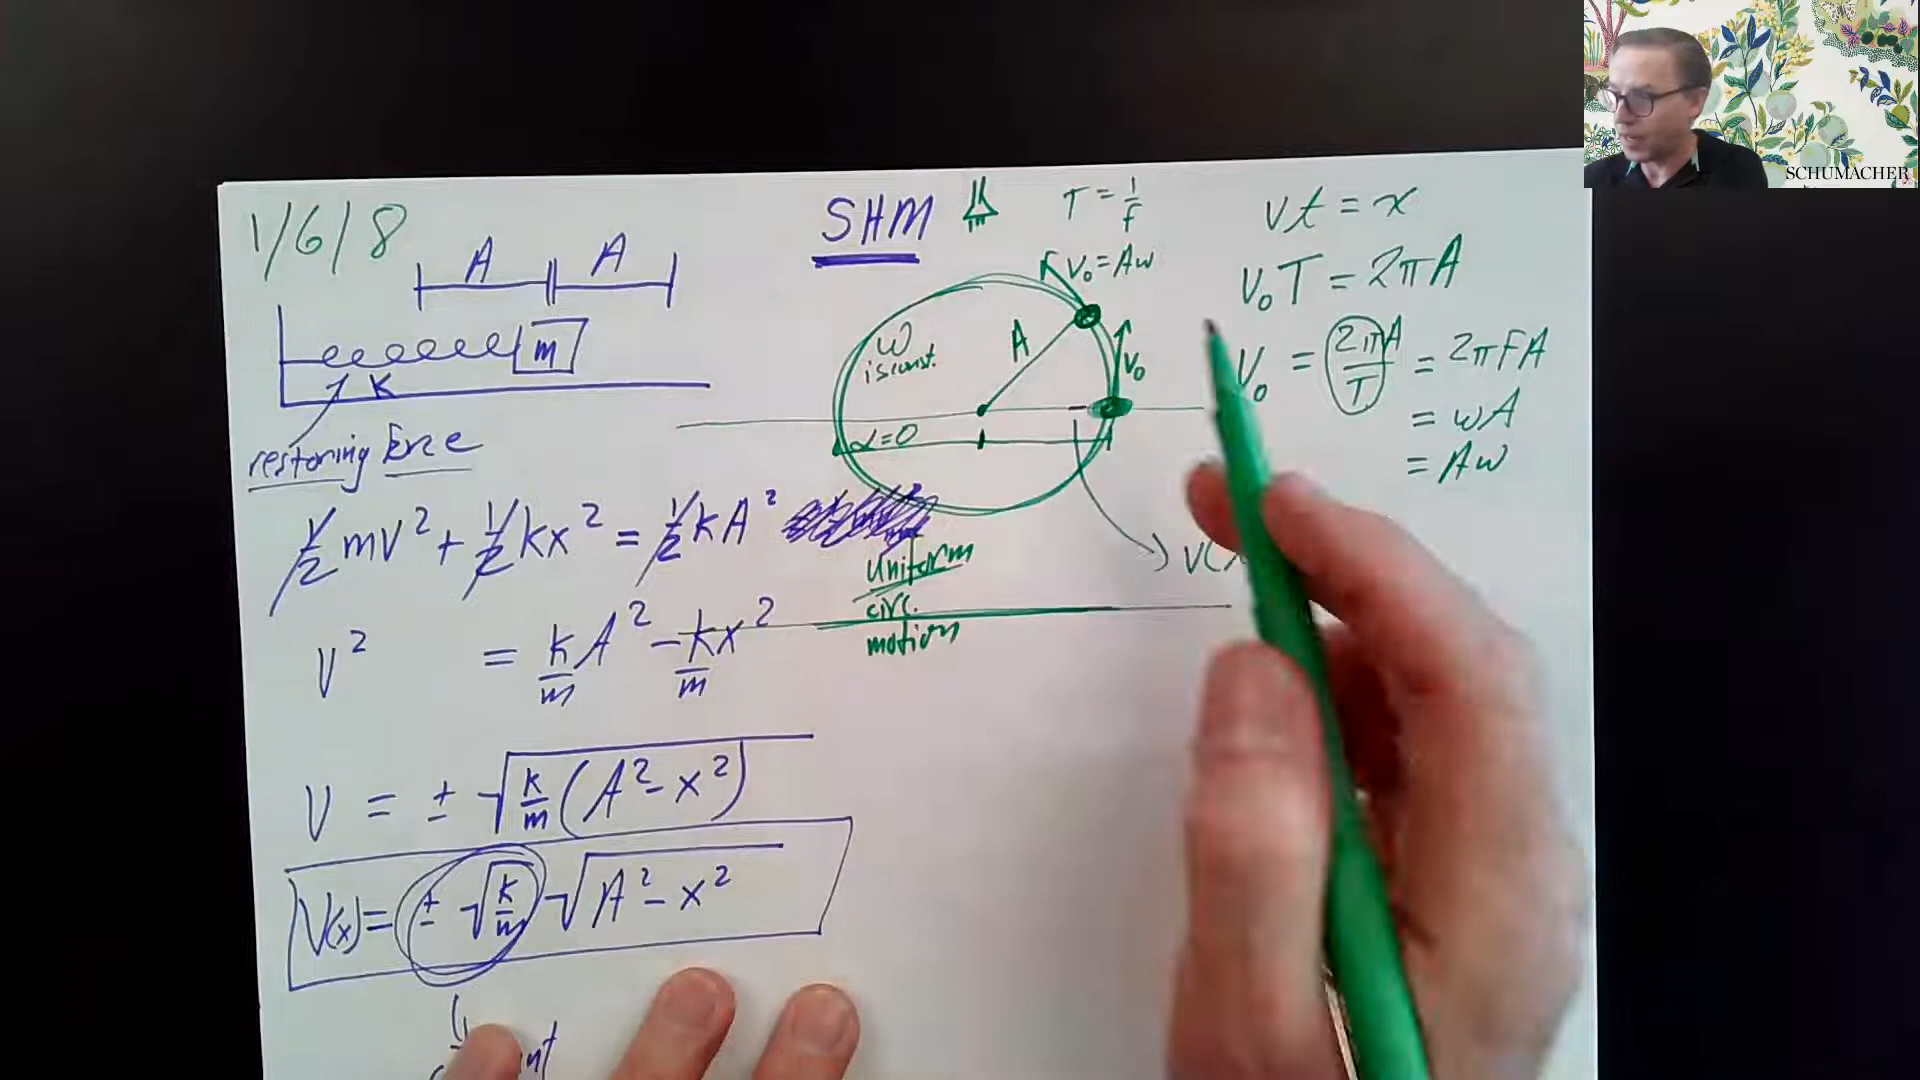 1/6/8
SHM
A A
m
K
restoring force
½mv² + ½kx² = ½kA²
v² = k/m A² - k/m x²
V = ± √(k/m (A² - x²))
V(x) = ± √(k/m) √(A² - x²)
T = 1/f
v₀ = Aω
ω
is const.
A
v₀
α=0
uniform
circ.
motion
vt = x
v₀T = 2πA
v₀ = 2πA/T = 2πfA
= ωA
= Aω
SCHUMACHER